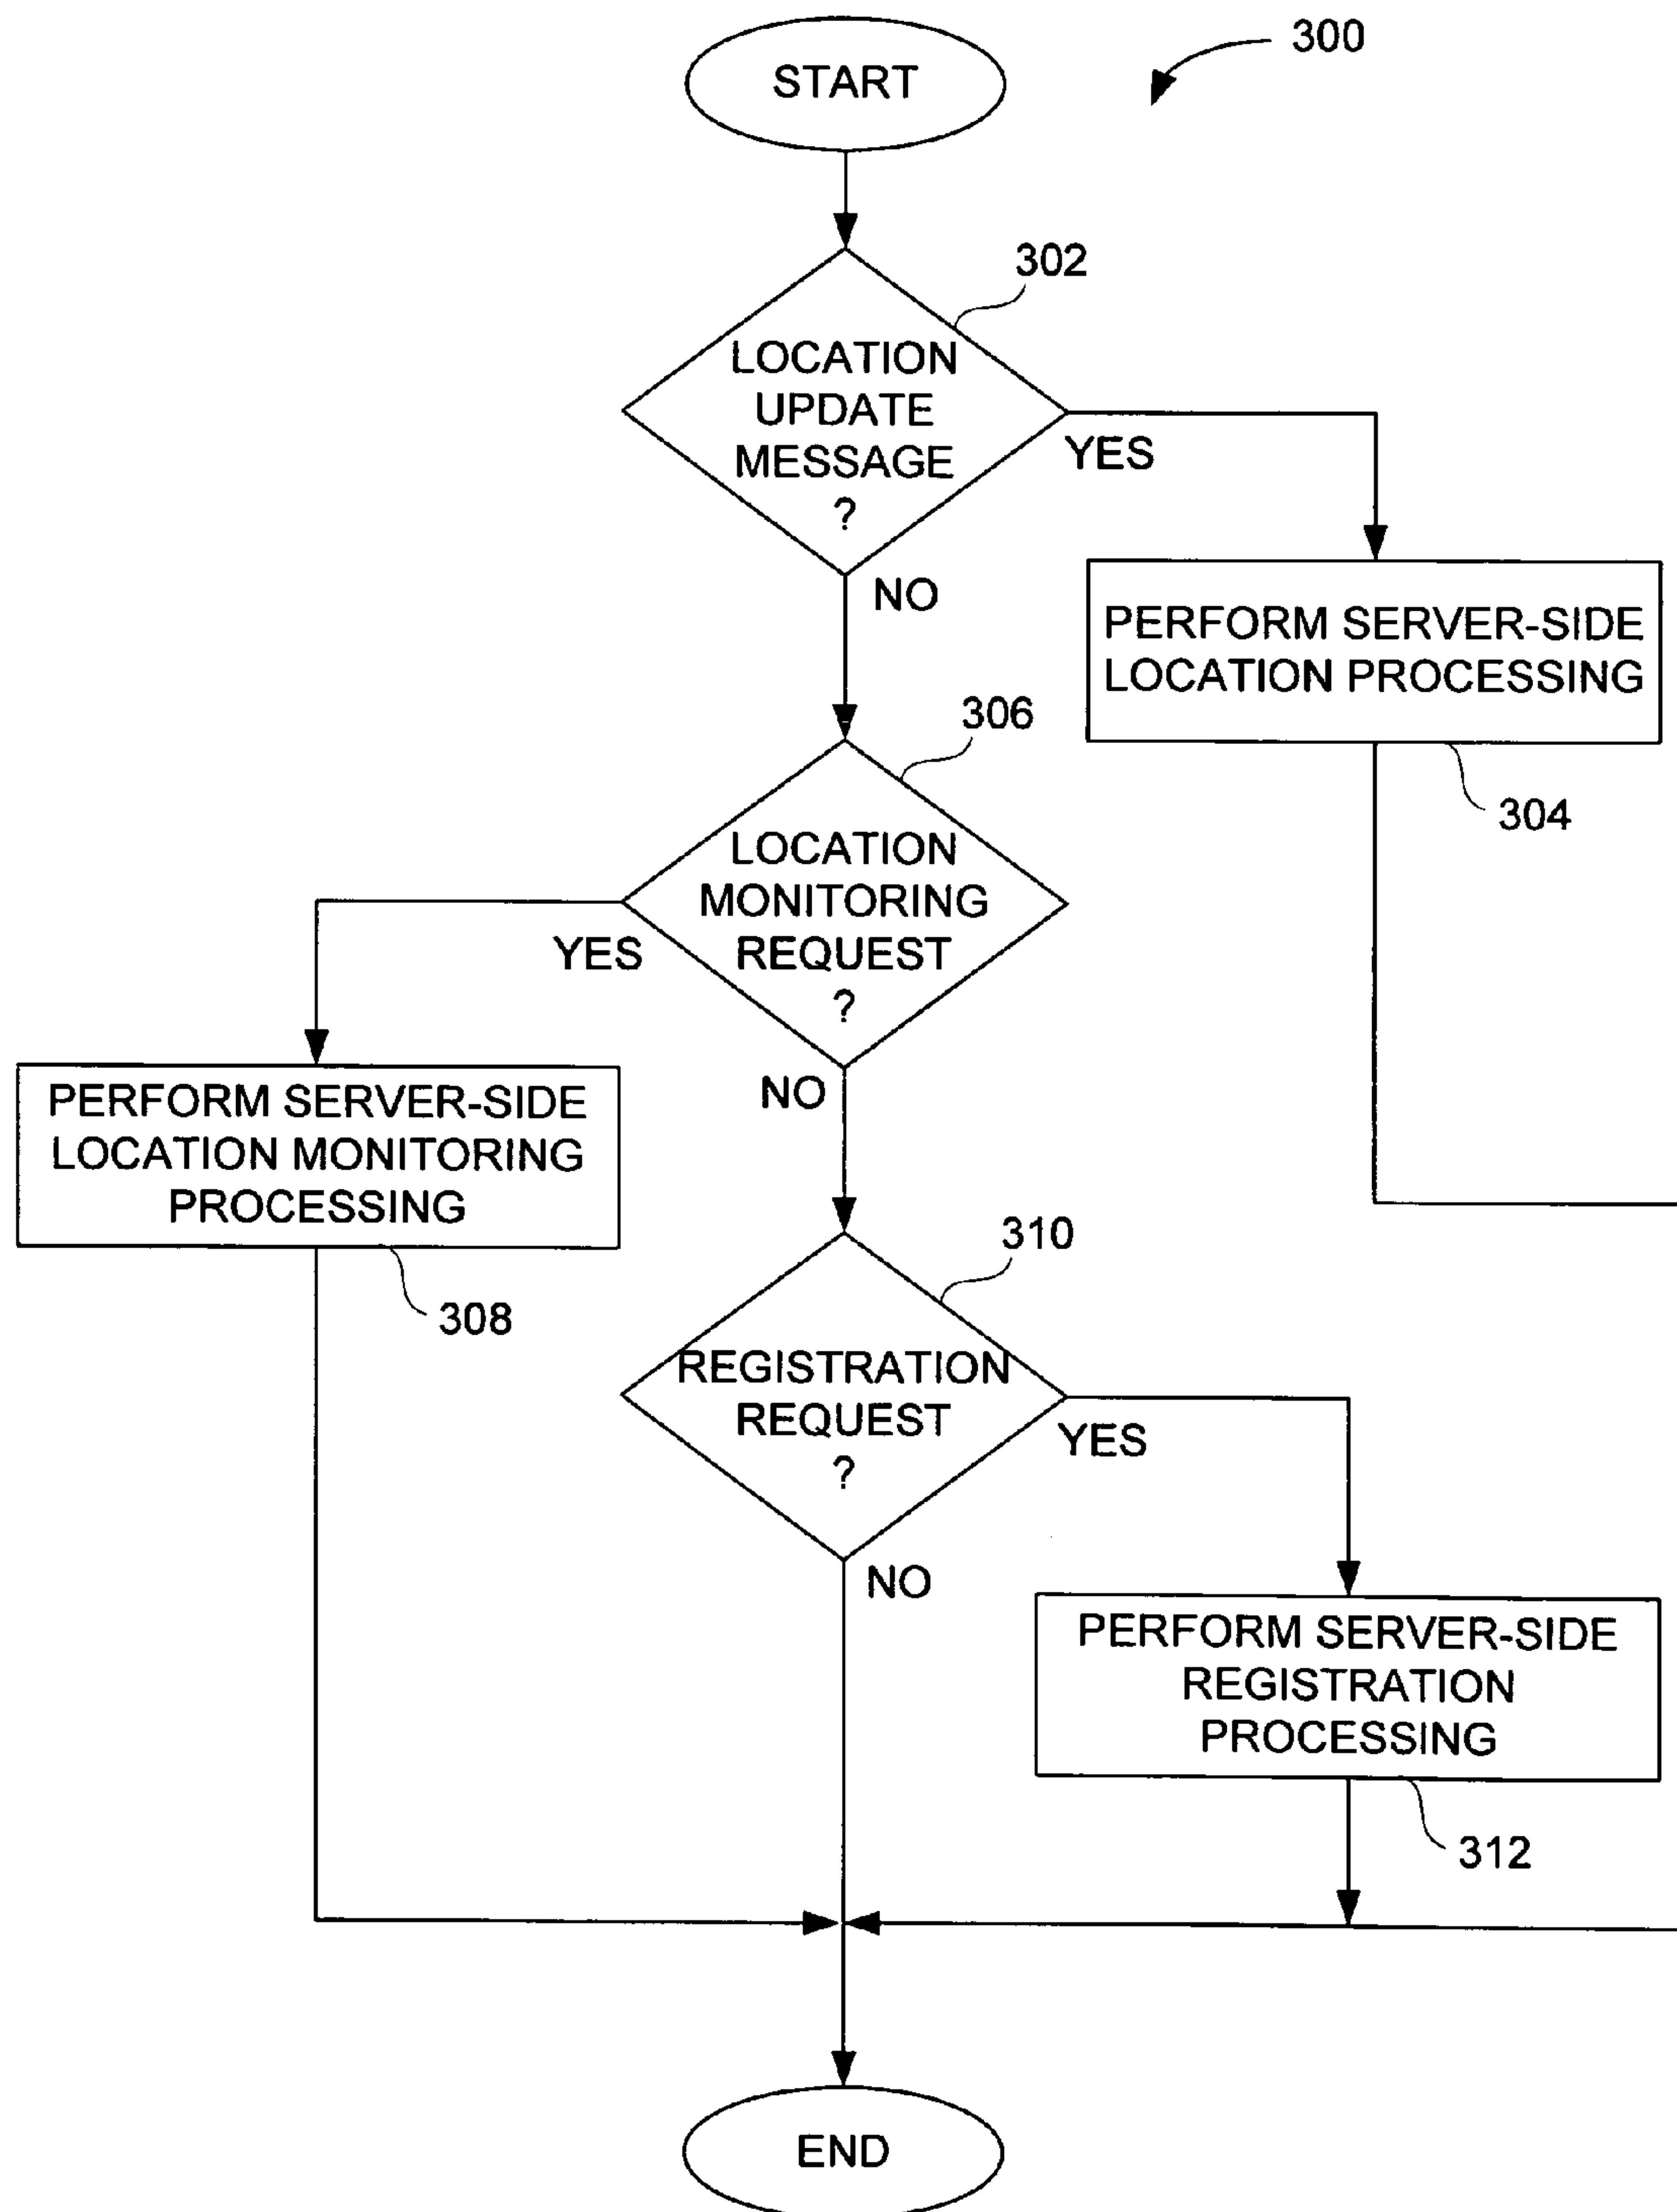 300
START
302
LOCATION
UPDATE
MESSAGE
?
YES
NO
PERFORM SERVER-SIDE
LOCATION PROCESSING
304
306
LOCATION
MONITORING
REQUEST
?
YES
NO
PERFORM SERVER-SIDE
LOCATION MONITORING
PROCESSING
308
310
REGISTRATION
REQUEST
?
YES
NO
PERFORM SERVER-SIDE
REGISTRATION
PROCESSING
312
END